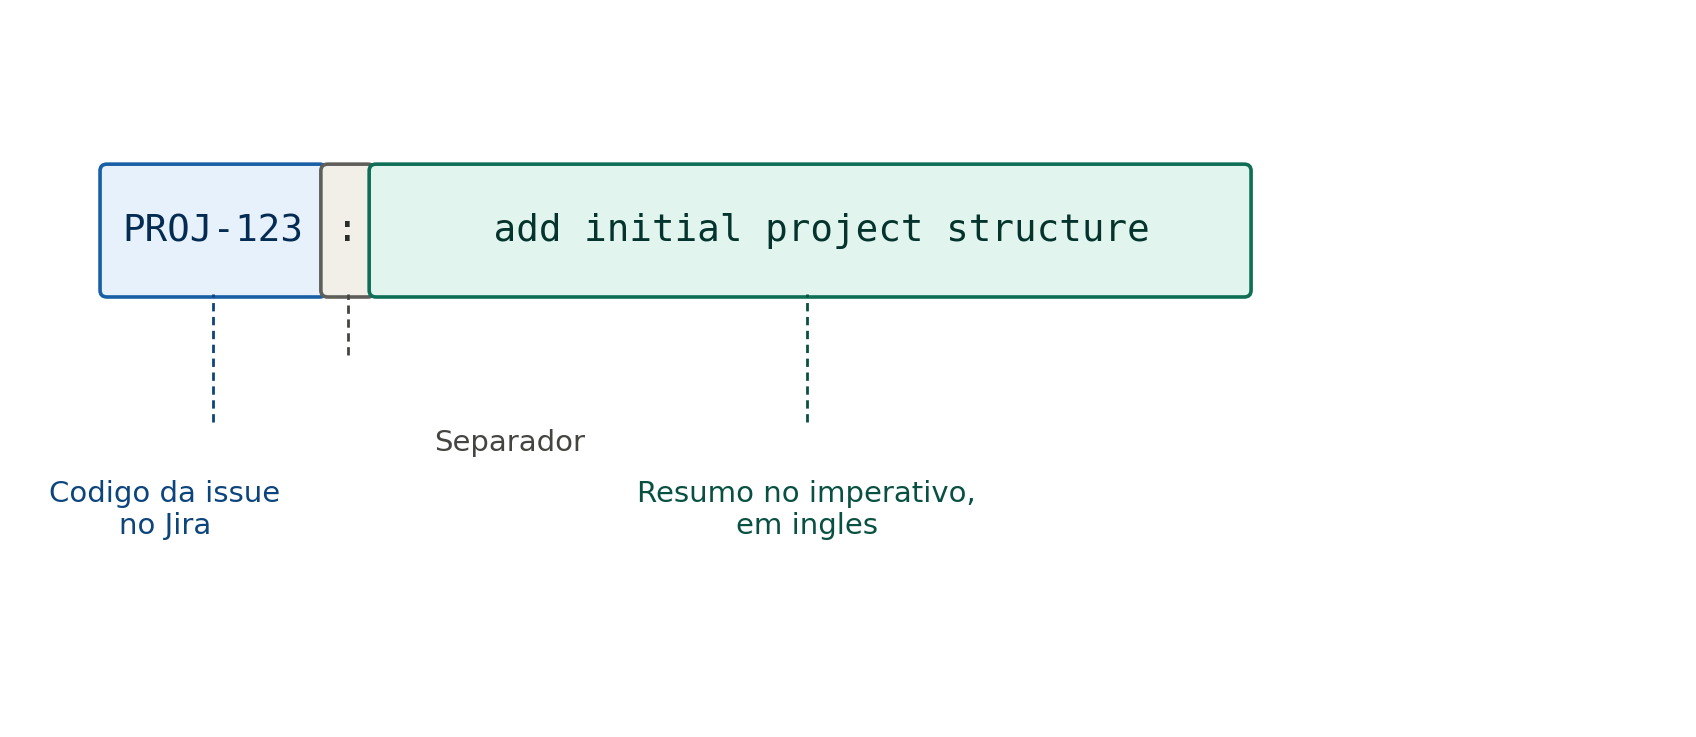 PROJ-123 : add initial project structure
Separador
Codigo da issue
no Jira
Resumo no imperativo,
em ingles